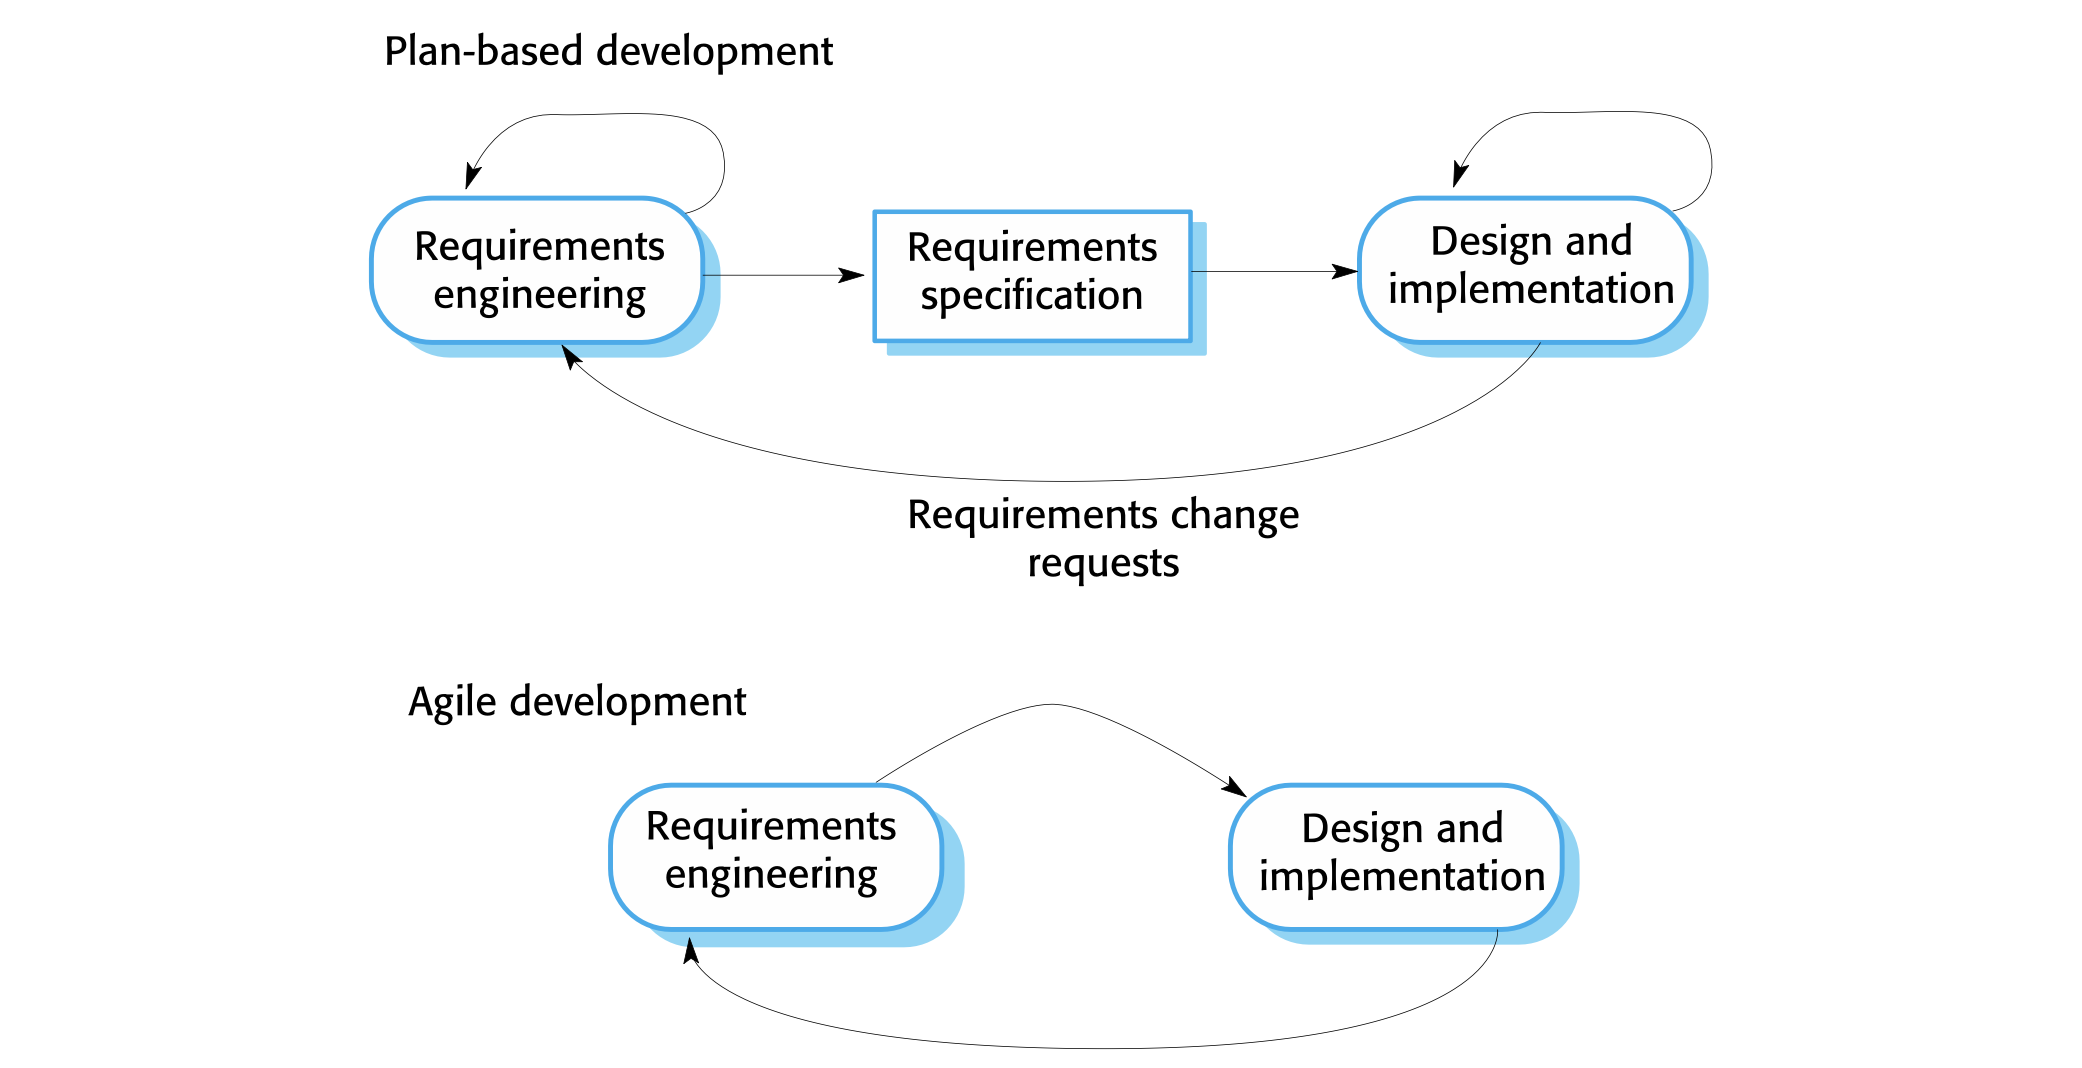 Plan-based development
Requirements
engineering
Requirements
specification
Design and
implementation
Requirements change
requests
Agile development
Requirements
engineering
Design and
implementation